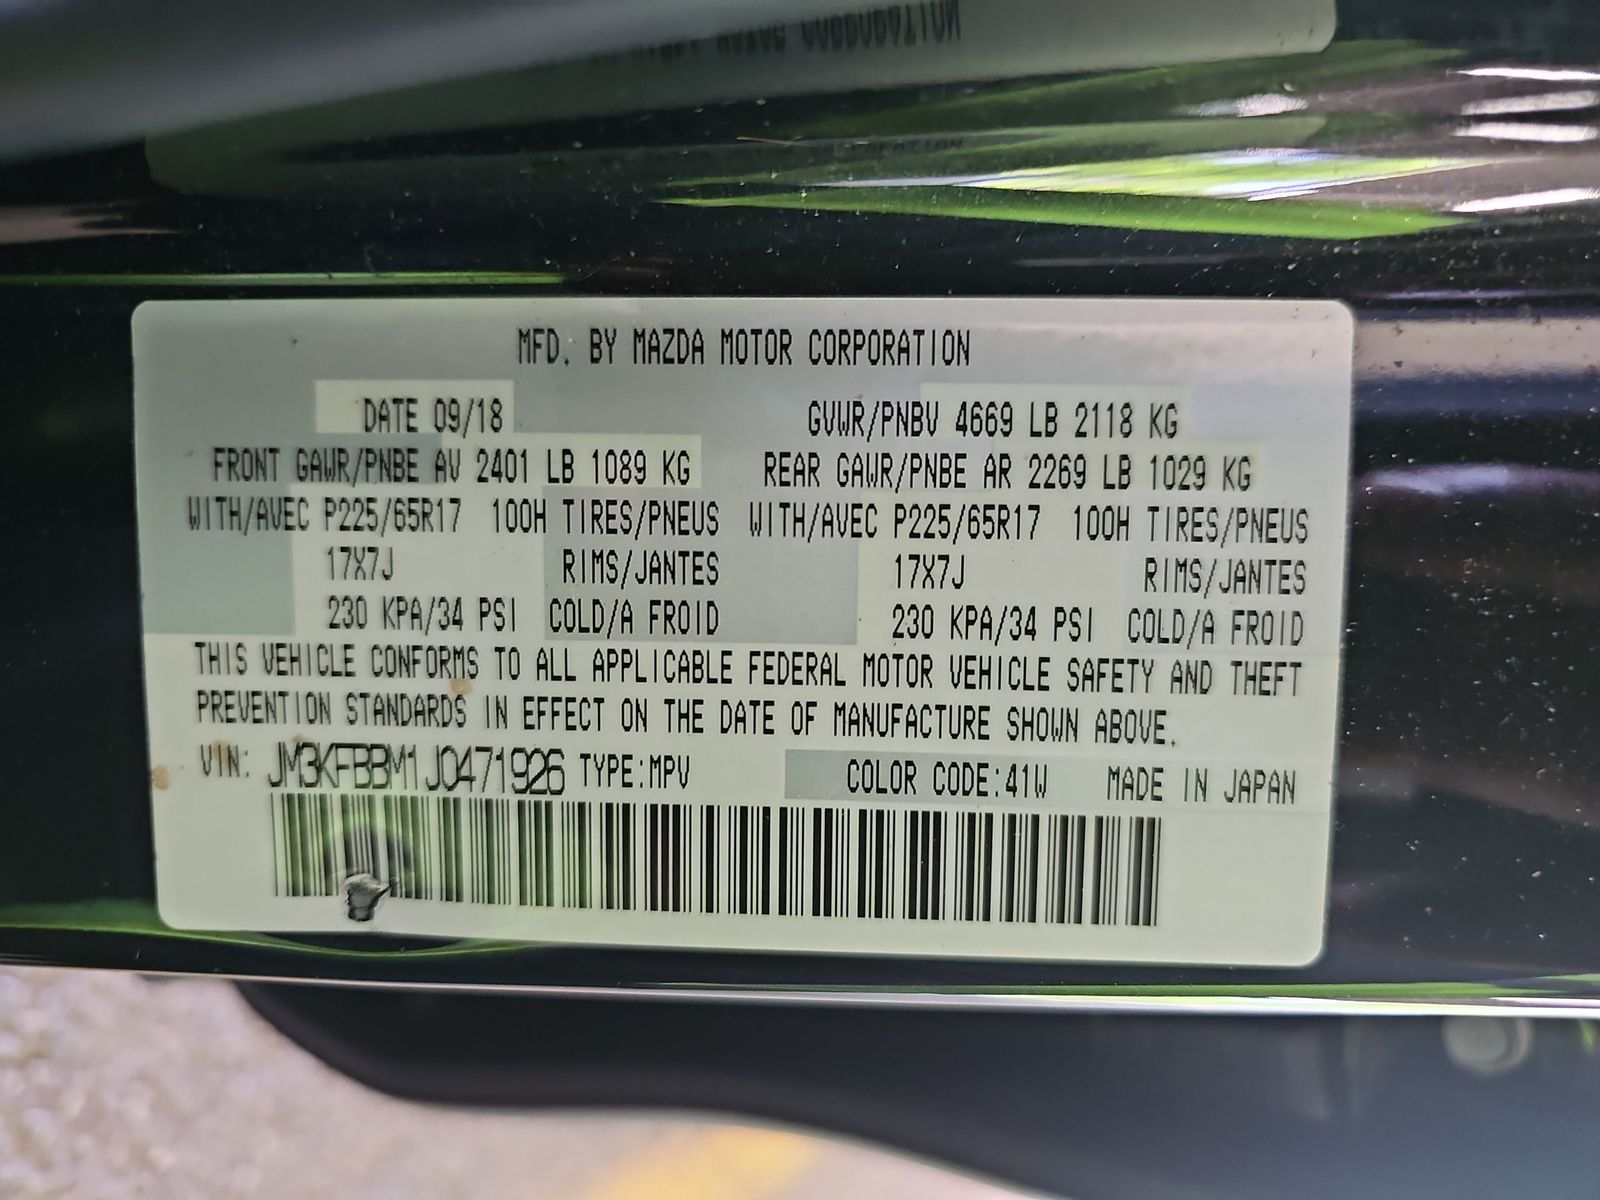 MFD. BY MAZDA MOTOR CORPORATION
DATE 09/18 GVWR/PNBV 4669 LB 2118 KG
FRONT GAWR/PNBE AV 2401 LB 1089 KG REAR GAWR/PNBE AR 2269 LB 1029 KG
WITH/AVEC P225/65R17 100H TIRES/PNEUS WITH/AVEC P225/65R17 100H TIRES/PNEUS
17X7J RIMS/JANTES 17X7J RIMS/JANTES
230 KPA/34 PSI COLD/A FROID 230 KPA/34 PSI COLD/A FROID
THIS VEHICLE CONFORMS TO ALL APPLICABLE FEDERAL MOTOR VEHICLE SAFETY AND THEFT
PREVENTION STANDARDS IN EFFECT ON THE DATE OF MANUFACTURE SHOWN ABOVE.
VIN: JM3KFBBM1J0471926 TYPE:MPV COLOR CODE:41W MADE IN JAPAN